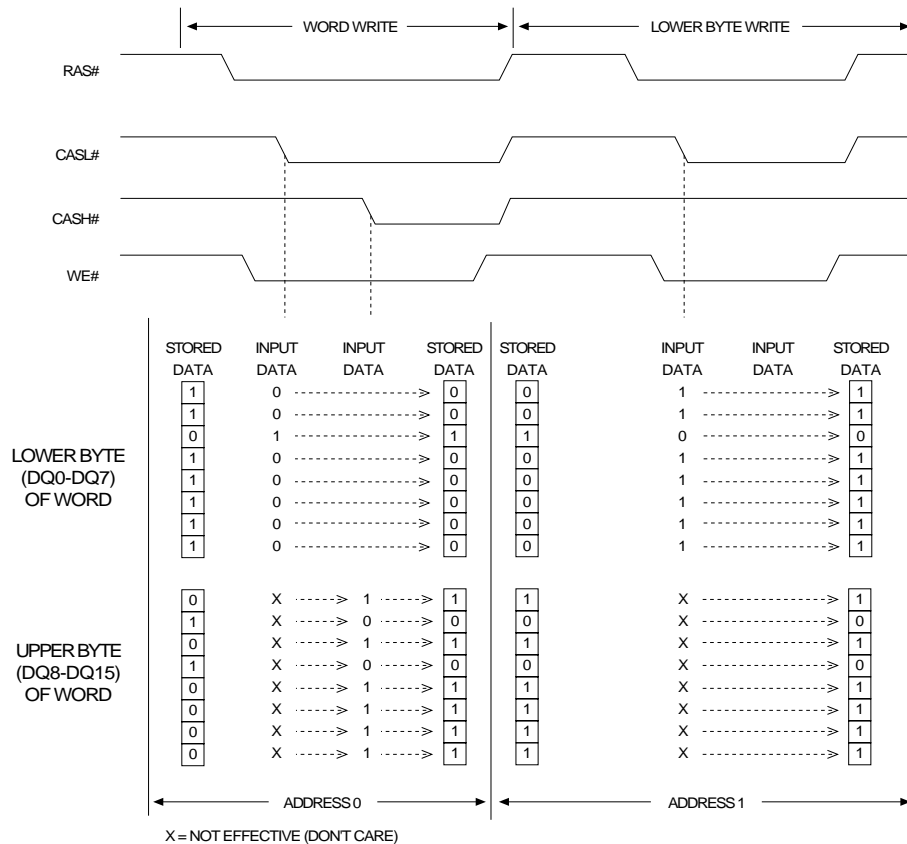 WORD WRITE LOWER BYTE WRITE
RAS#
CASL#
CASH#
WE#
STORED INPUT INPUT STORED STORED INPUT INPUT STORED
DATA DATA DATA DATA DATA DATA DATA DATA
1 0 0 0 1 1
1 0 0 0 1 1
0 1 1 1 0 0
LOWER BYTE
(DQ0-DQ7)
OF WORD
1 0 0 0 1 1
1 0 0 0 1 1
1 0 0 0 1 1
1 0 0 0 1 1
1 0 0 0 1 1
0 X 1 1 1 X 1
1 X 0 0 0 X 0
0 X 1 1 1 X 1
UPPER BYTE
(DQ8-DQ15)
OF WORD
1 X 0 0 0 X 0
0 X 1 1 1 X 1
0 X 1 1 1 X 1
0 X 1 1 1 X 1
0 X 1 1 1 X 1
ADDRESS 0 ADDRESS 1
X = NOT EFFECTIVE (DON'T CARE)